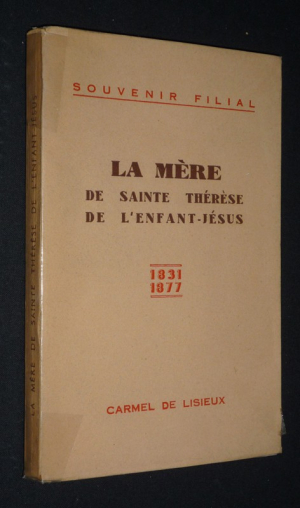 SOUVENIR FILIAL
LA MÈRE
DE SAINTE THÉRÈSE
DE L'ENFANT-JÉSUS
1831
1877
CARMEL DE LISIEUX
LA MÈRE DE SAINTE THÉRÈSE DE L'ENFANT-JÉSUS